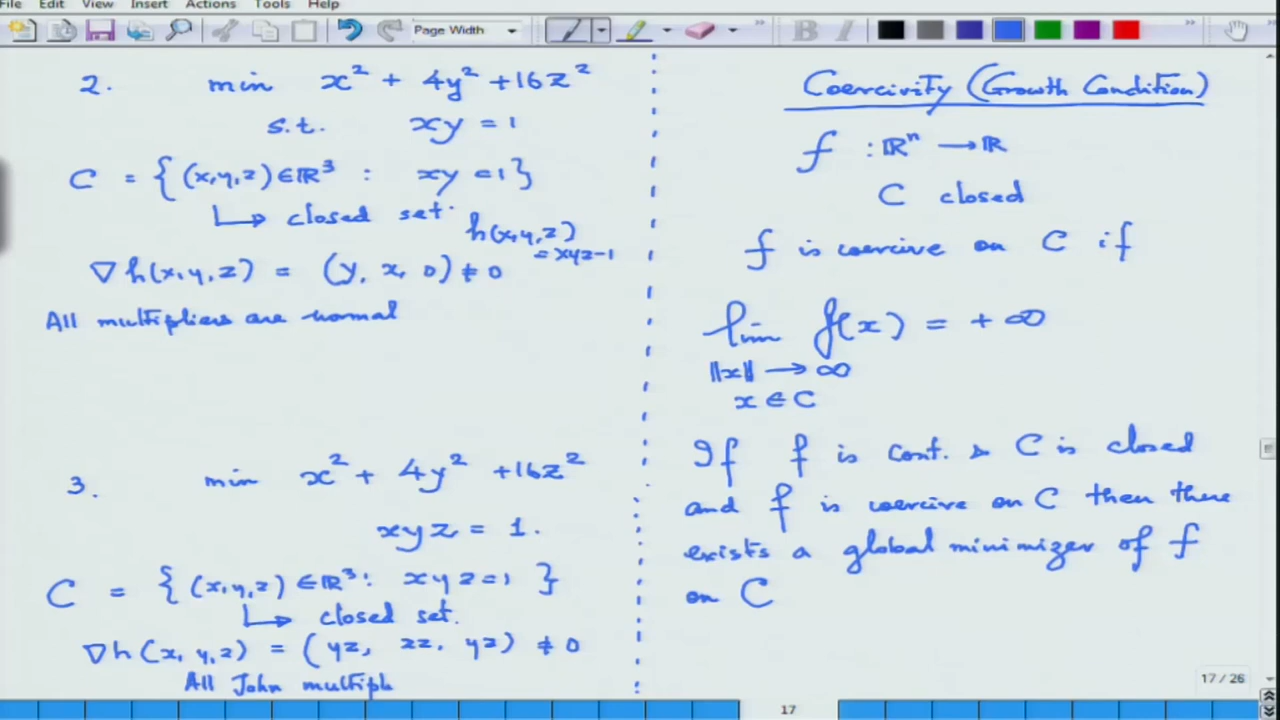 File Edit View Insert Actions Tools Help
Page Width
2. min x² + 4y² + 16z²
s.t. xy = 1
C = {(x,y,z) ∈ ℝ³ : xy = 1}
↳ closed set.
h(x,y,z)
= xyz-1
∇h(x,y,z) = (y, x, 0) ≠ 0
All multipliers are normal
3. min x² + 4y² + 16z²
xyz = 1.
C = {(x,y,z) ∈ ℝ³ : xyz = 1}
↳ closed set.
∇h(x,y,z) = (yz, zz, yz) ≠ 0
All John multipl
Coercivity (Growth Condition)
f : ℝⁿ → ℝ
C closed
f is coercive on C if
lim f(x) = +∞
‖x‖ → ∞
x ∈ C
If f is cont. & C is closed
and f is coercive on C then there
exists a global minimizer of f
on C
17 / 26
17